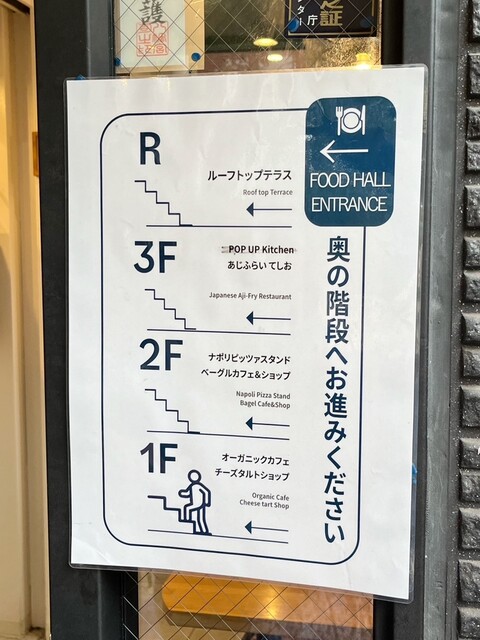 護
庁
証
FOOD HALL
ENTRANCE
R
ルーフトップテラス
Roof top Terrace
3F
POP UP Kitchen
あじふらい てしお
Japanese Aji-Fry Restaurant
2F
ナポリピッツァスタンド
ベーグルカフェ&ショップ
Napoli Pizza Stand
Bagel Cafe&Shop
1F
オーガニックカフェ
チーズタルトショップ
Organic Cafe
Cheese tart Shop
奥の階段へお進みください